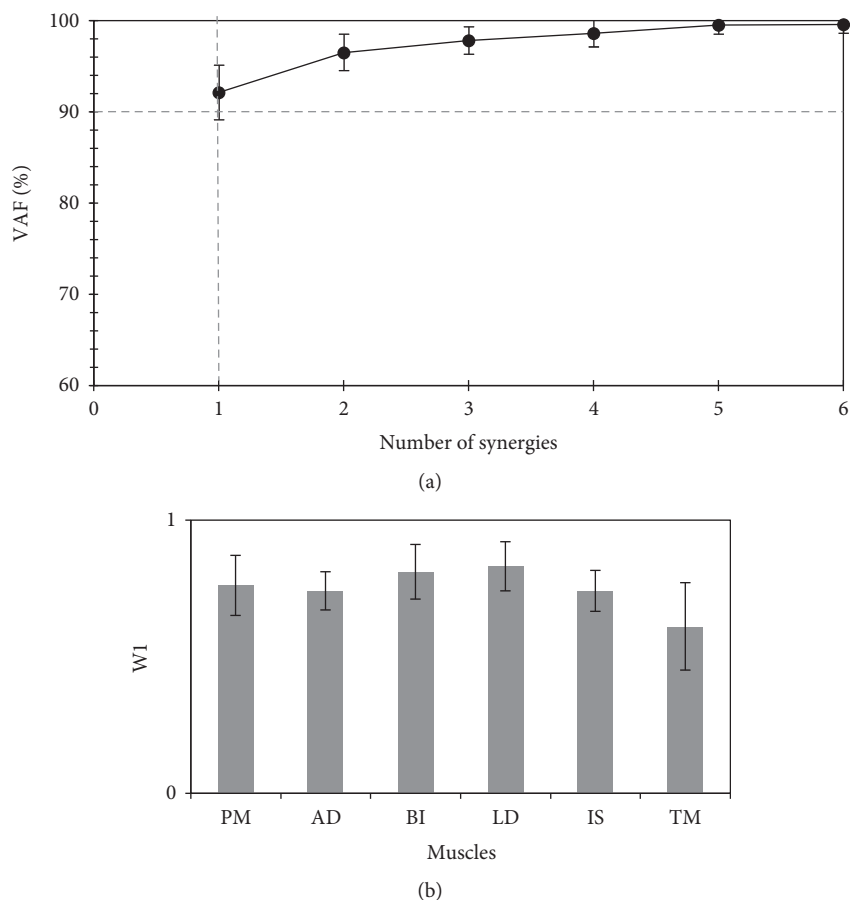 100
90
80
70
60
VAF (%)
0 1 2 3 4 5 6
Number of synergies
(a)
1
0
W1
PM AD BI LD IS TM
Muscles
(b)